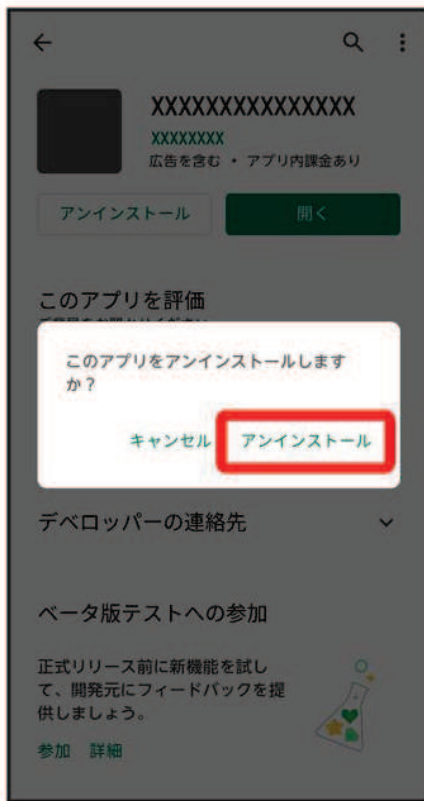 XXXXXXXXXXXXXXX
XXXXXXXX
広告を含む ・ アプリ内課金あり
アンインストール
開く
このアプリを評価
このアプリをアンインストールします
か？
キャンセル
アンインストール
デベロッパーの連絡先
ベータ版テストへの参加
正式リリース前に新機能を試し
て、開発元にフィードバックを提
供しましょう。
参加 詳細